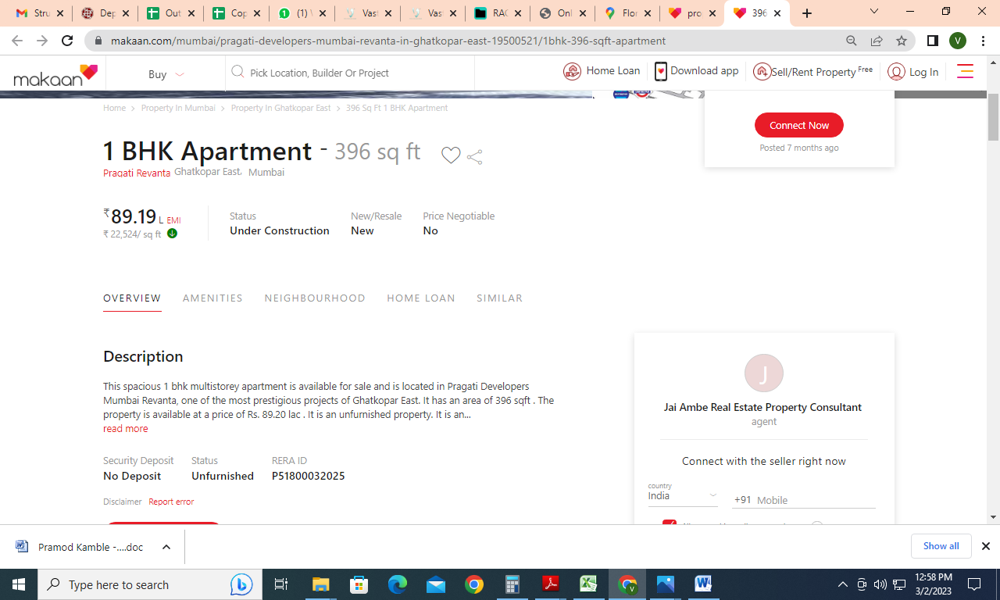 Stru
Dep
Out
Cop
(1)
Vast
Vas
RAC
Onl
Flor
pro
396
makaan.com/mumbai/pragati-developers-mumbai-revanta-in-ghatkopar-east-19500521/1bhk-396-sqft-apartment
V
makaan
Buy
Pick Location, Builder Or Project
Home Loan
Download app
Sell/Rent Property Free
Log In
Home > Property In Mumbai > Property In Ghatkopar East > 396 Sq Ft 1 BHK Apartment
Connect Now
Posted 7 months ago
1 BHK Apartment - 396 sq ft
Pragati Revanta Ghatkopar East, Mumbai
₹89.19 L EMI
₹ 22,524/ sq ft
Status
Under Construction
New/Resale
New
Price Negotiable
No
OVERVIEW AMENITIES NEIGHBOURHOOD HOME LOAN SIMILAR
Description
This spacious 1 bhk multistorey apartment is available for sale and is located in Pragati Developers
Mumbai Revanta, one of the most prestigious projects of Ghatkopar East. It has an area of 396 sqft . The
property is available at a price of Rs. 89.20 lac . It is an unfurnished property. It is an...
read more
Security Deposit
No Deposit
Status
Unfurnished
RERA ID
P51800032025
Disclaimer Report error
J
Jai Ambe Real Estate Property Consultant
agent
Connect with the seller right now
country
India
+91 Mobile
Pramod Kamble -....doc
Show all
Type here to search
12:58 PM
3/2/2023